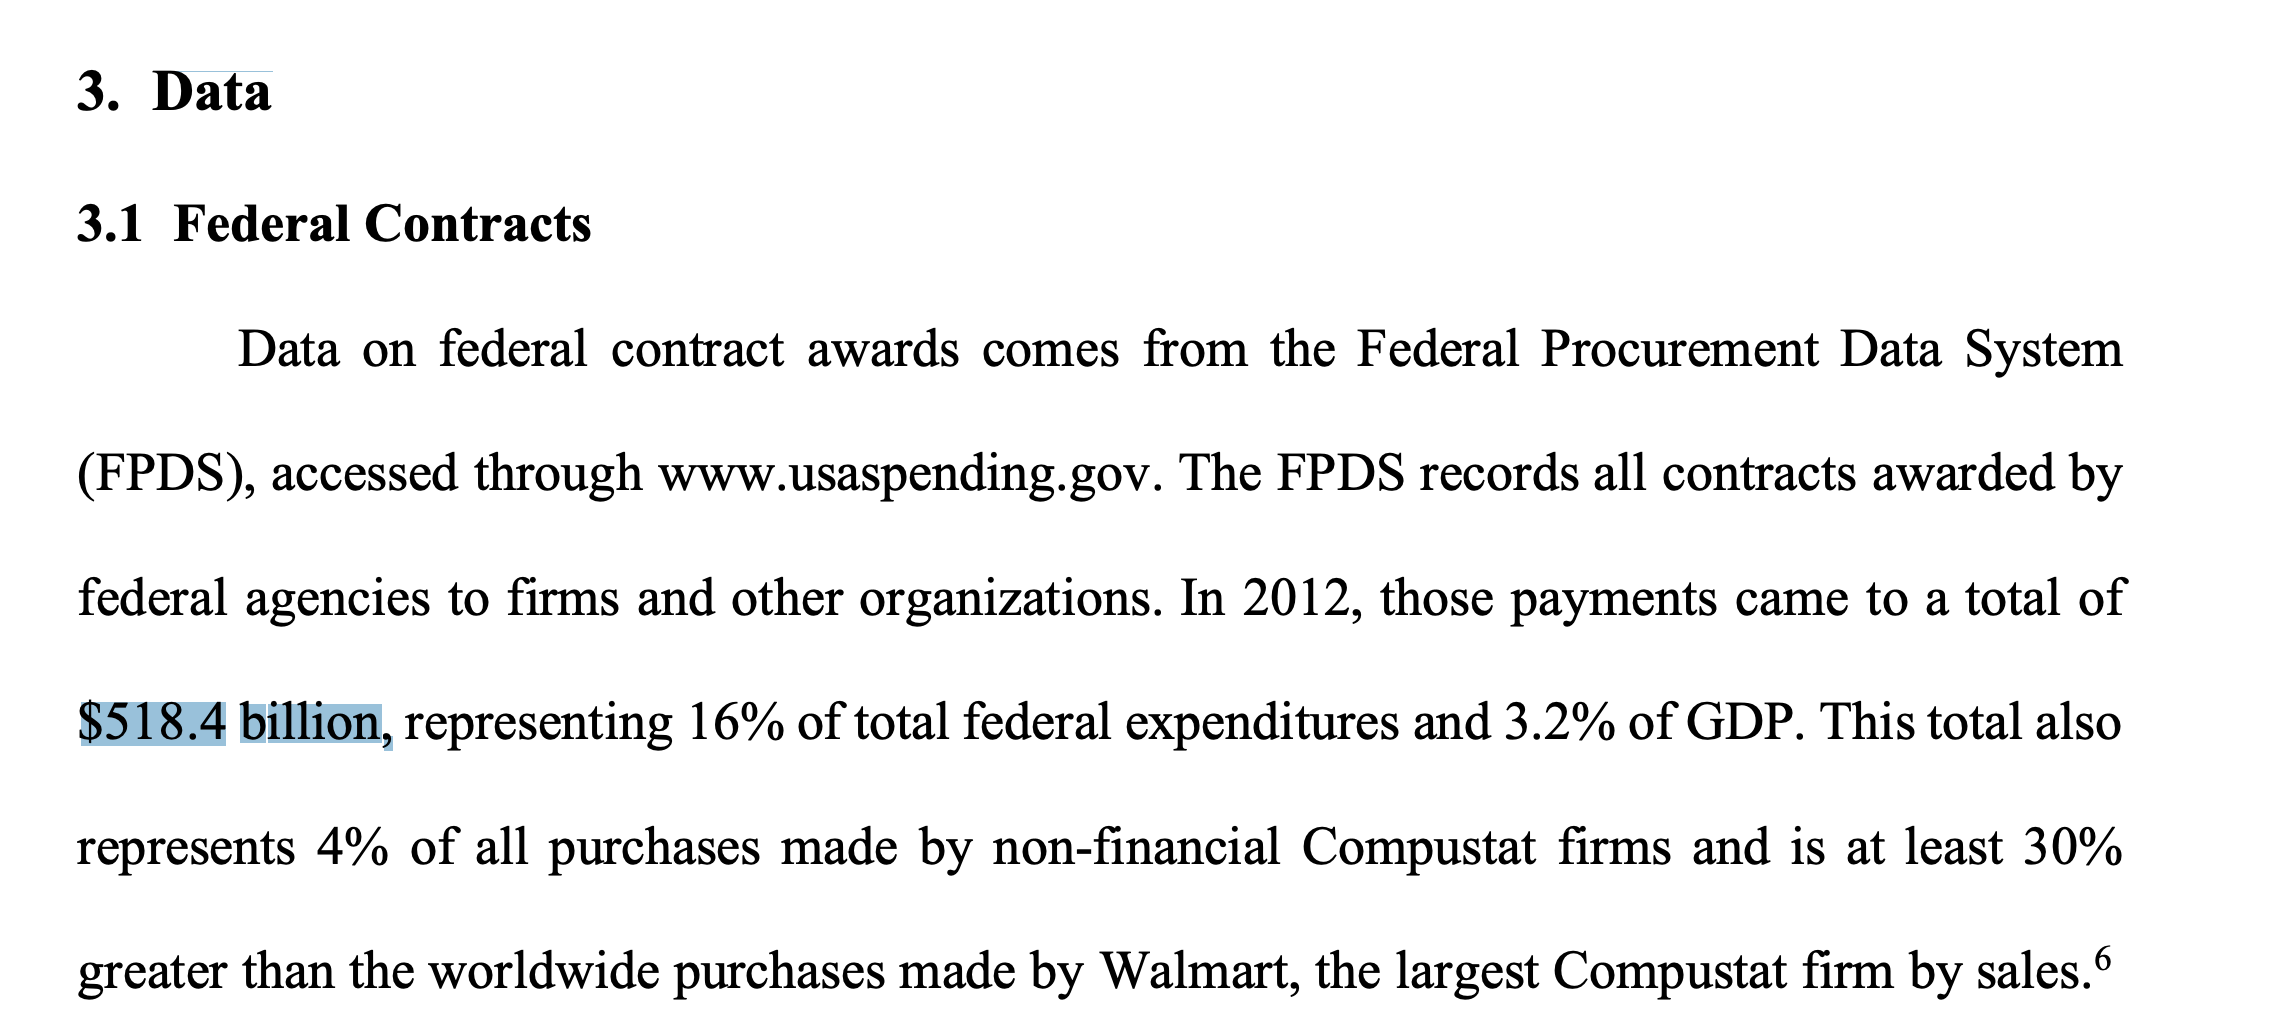 3. Data
3.1 Federal Contracts
Data on federal contract awards comes from the Federal Procurement Data System
(FPDS), accessed through www.usaspending.gov. The FPDS records all contracts awarded by
federal agencies to firms and other organizations. In 2012, those payments came to a total of
$518.4 billion, representing 16% of total federal expenditures and 3.2% of GDP. This total also
represents 4% of all purchases made by non-financial Compustat firms and is at least 30%
greater than the worldwide purchases made by Walmart, the largest Compustat firm by sales.⁶